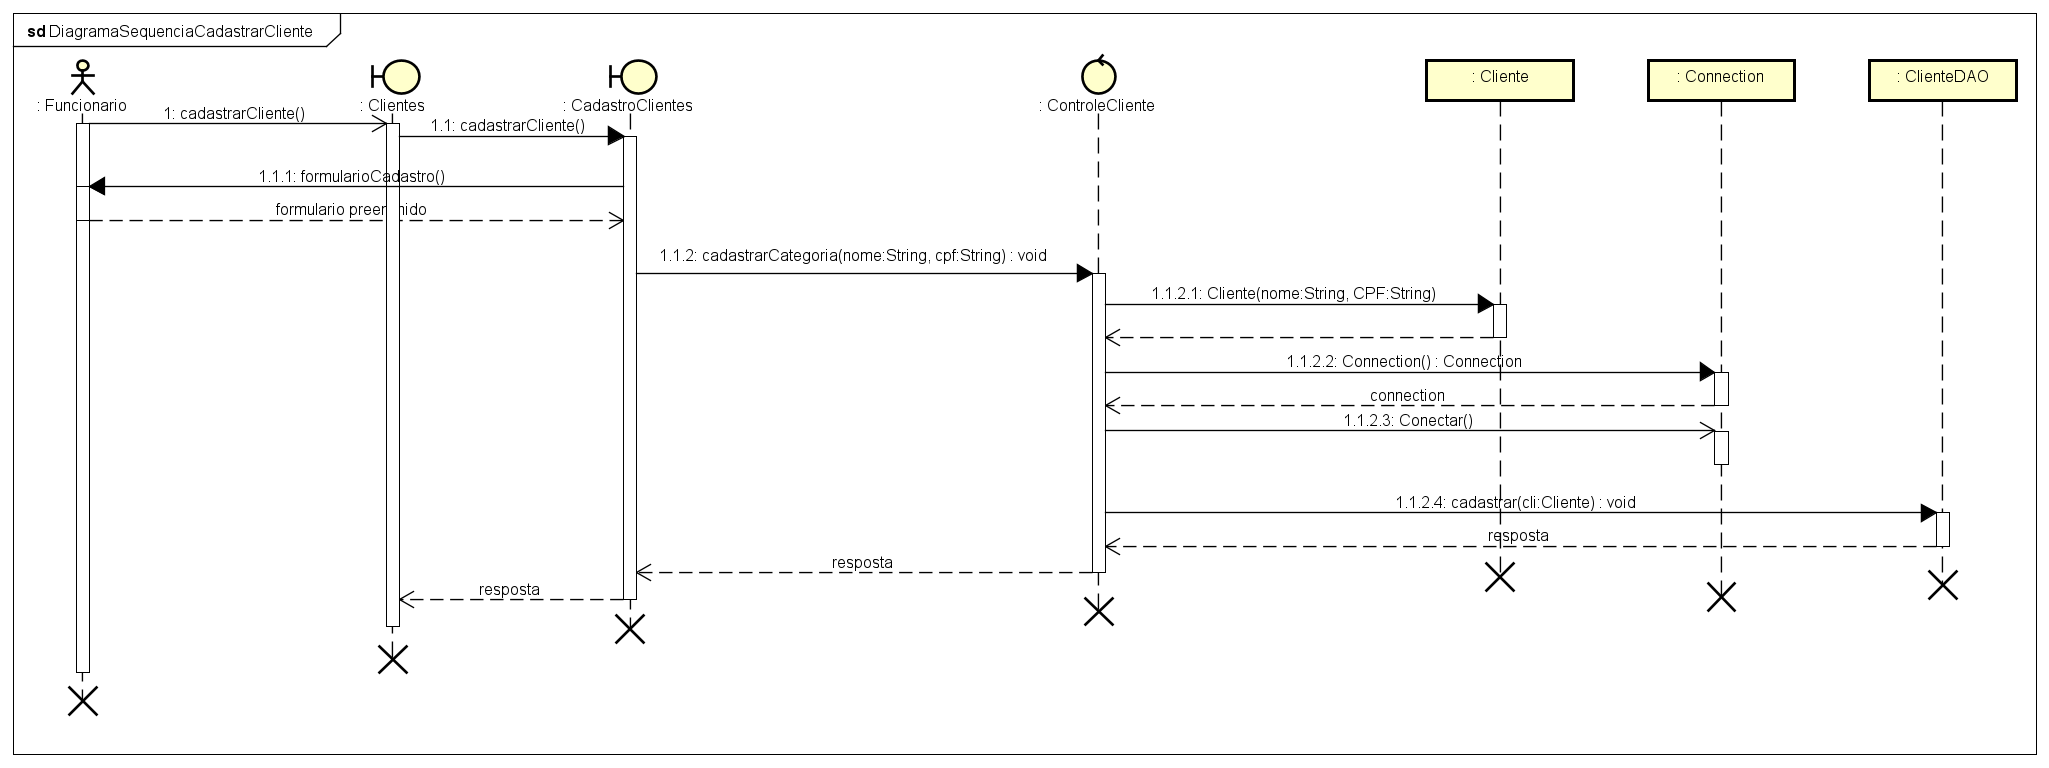 sd DiagramaSequenciaCadastrarCliente
: Funcionario
: Clientes
: CadastroClientes
: ControleCliente
: Cliente
: Connection
: ClienteDAO
1: cadastrarCliente()
1.1: cadastrarCliente()
1.1.1: formularioCadastro()
formulario preenchido
1.1.2: cadastrarCategoria(nome:String, cpf:String) : void
1.1.2.1: Cliente(nome:String, CPF:String)
1.1.2.2: Connection() : Connection
connection
1.1.2.3: Conectar()
1.1.2.4: cadastrar(cli:Cliente) : void
resposta
resposta
resposta